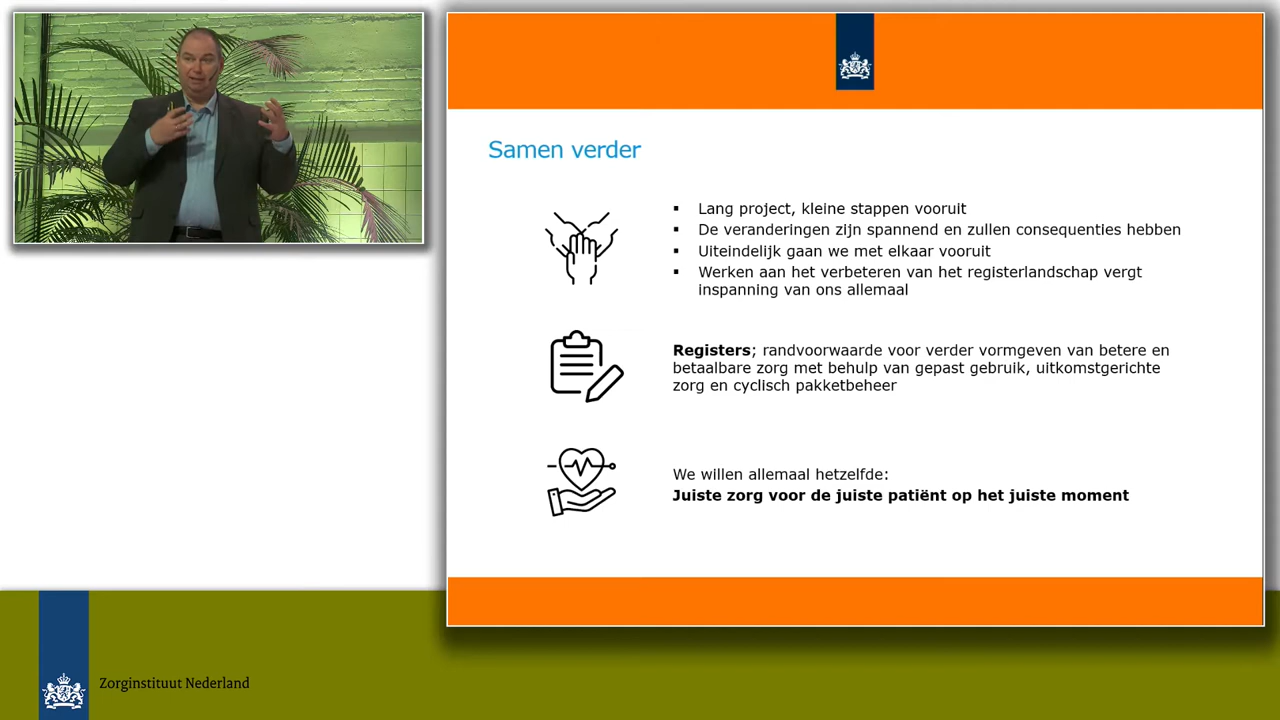 Samen verder
▪ Lang project, kleine stappen vooruit
▪ De veranderingen zijn spannend en zullen consequenties hebben
▪ Uiteindelijk gaan we met elkaar vooruit
▪ Werken aan het verbeteren van het registerlandschap vergt
inspanning van ons allemaal
Registers; randvoorwaarde voor verder vormgeven van betere en
betaalbare zorg met behulp van gepast gebruik, uitkomstgerichte
zorg en cyclisch pakketbeheer
We willen allemaal hetzelfde:
Juiste zorg voor de juiste patiënt op het juiste moment
Zorginstituut Nederland